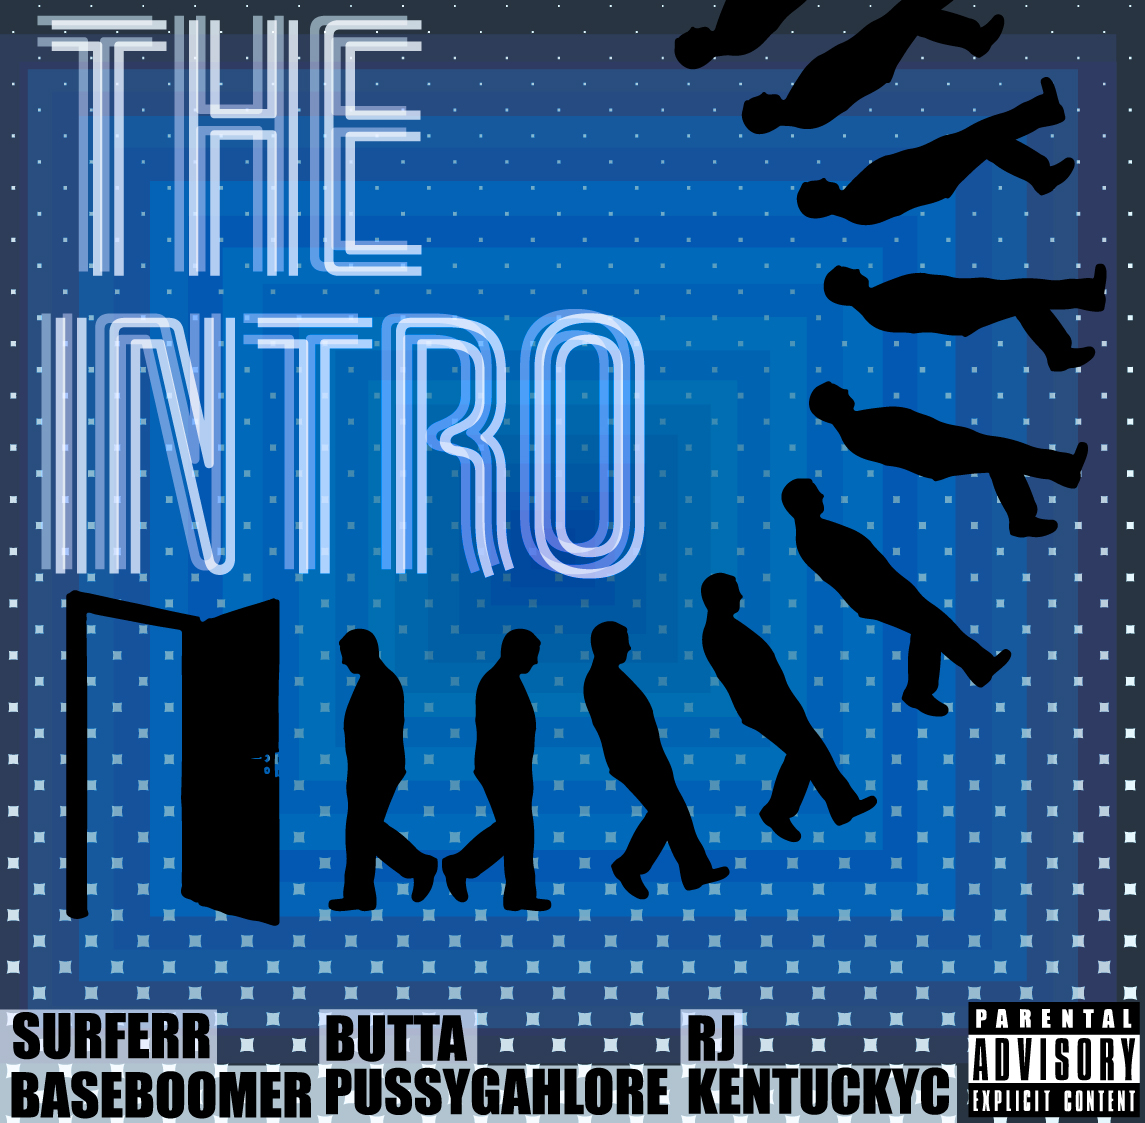 THE
INTRO
SURFERR
BASEBOOMER
BUTTA
PUSSYGAHLORE
RJ
KENTUCKYC
PARENTAL
ADVISORY
EXPLICIT CONTENT